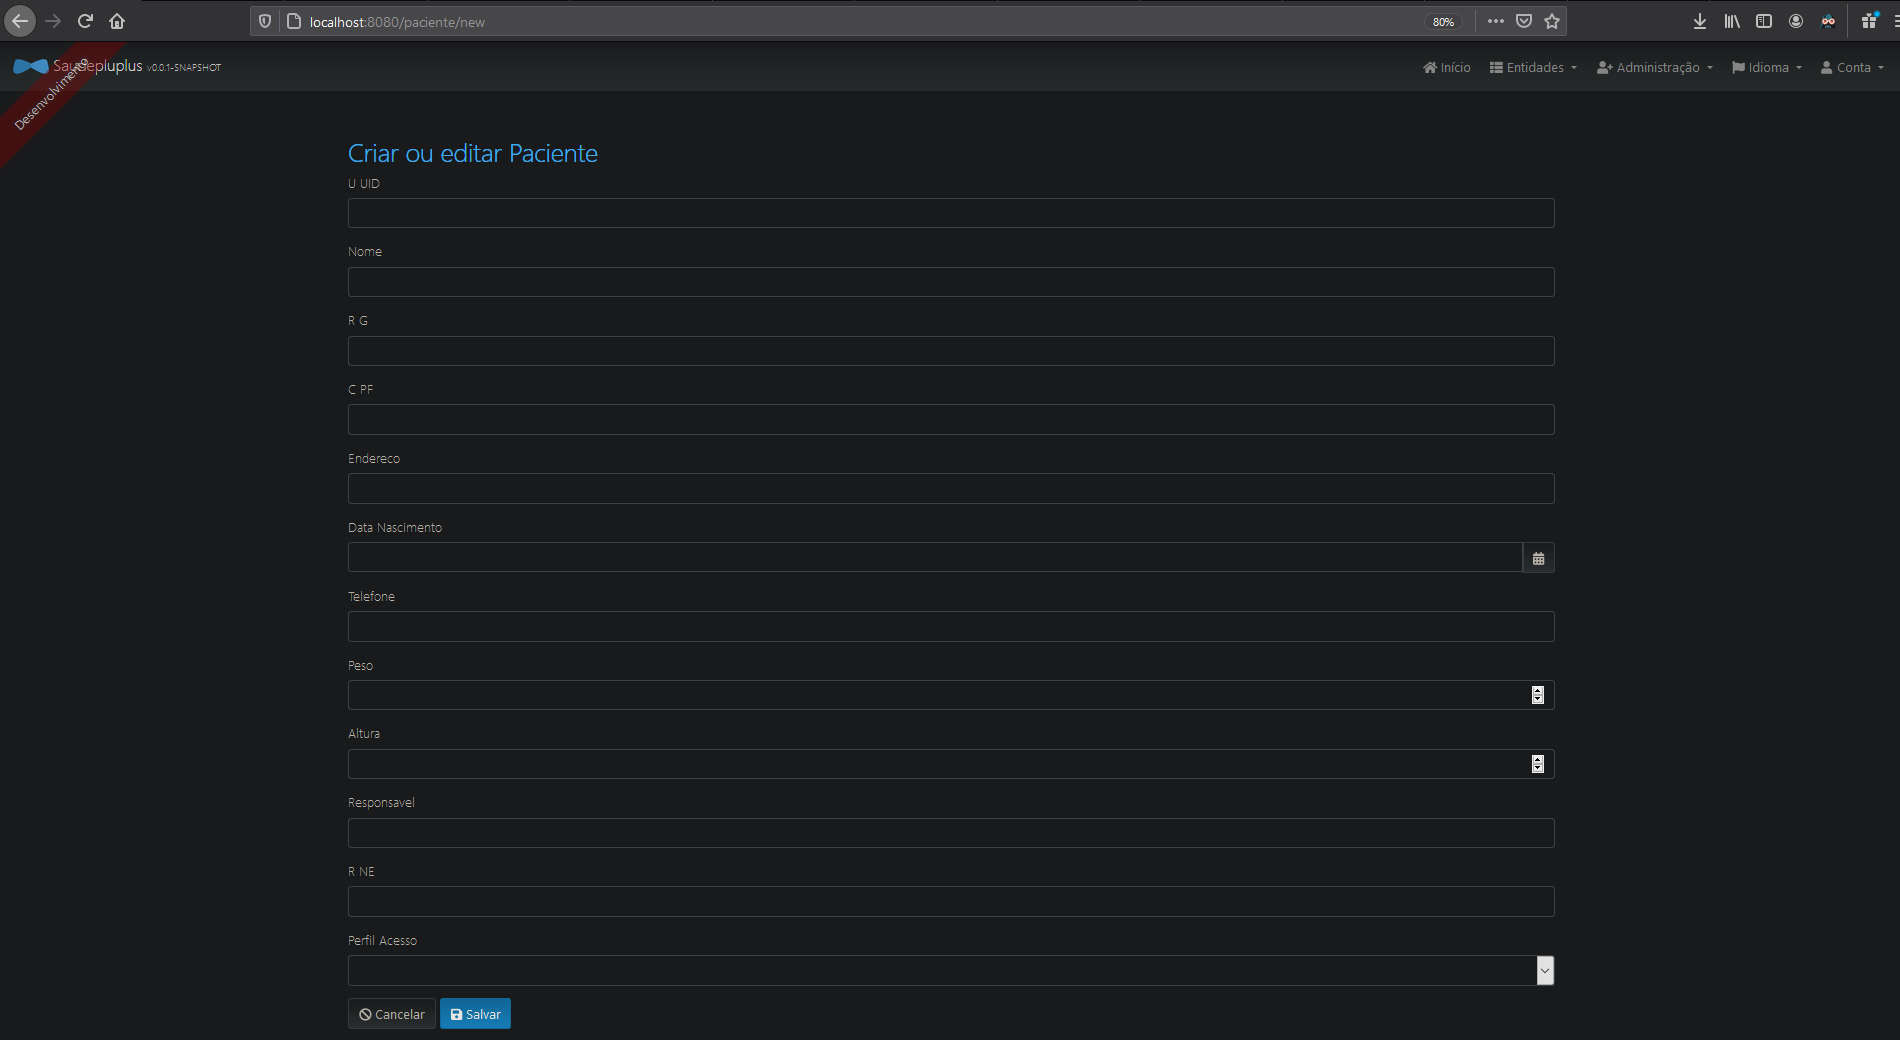 localhost:8080/paciente/new
80%
Saudepluplus v0.0.1-SNAPSHOT
Desenvolvimento
Início
Entidades
Administração
Idioma
Conta
Criar ou editar Paciente
U UID
Nome
R G
C PF
Endereco
Data Nascimento
Telefone
Peso
Altura
Responsavel
R NE
Perfil Acesso
Cancelar
Salvar